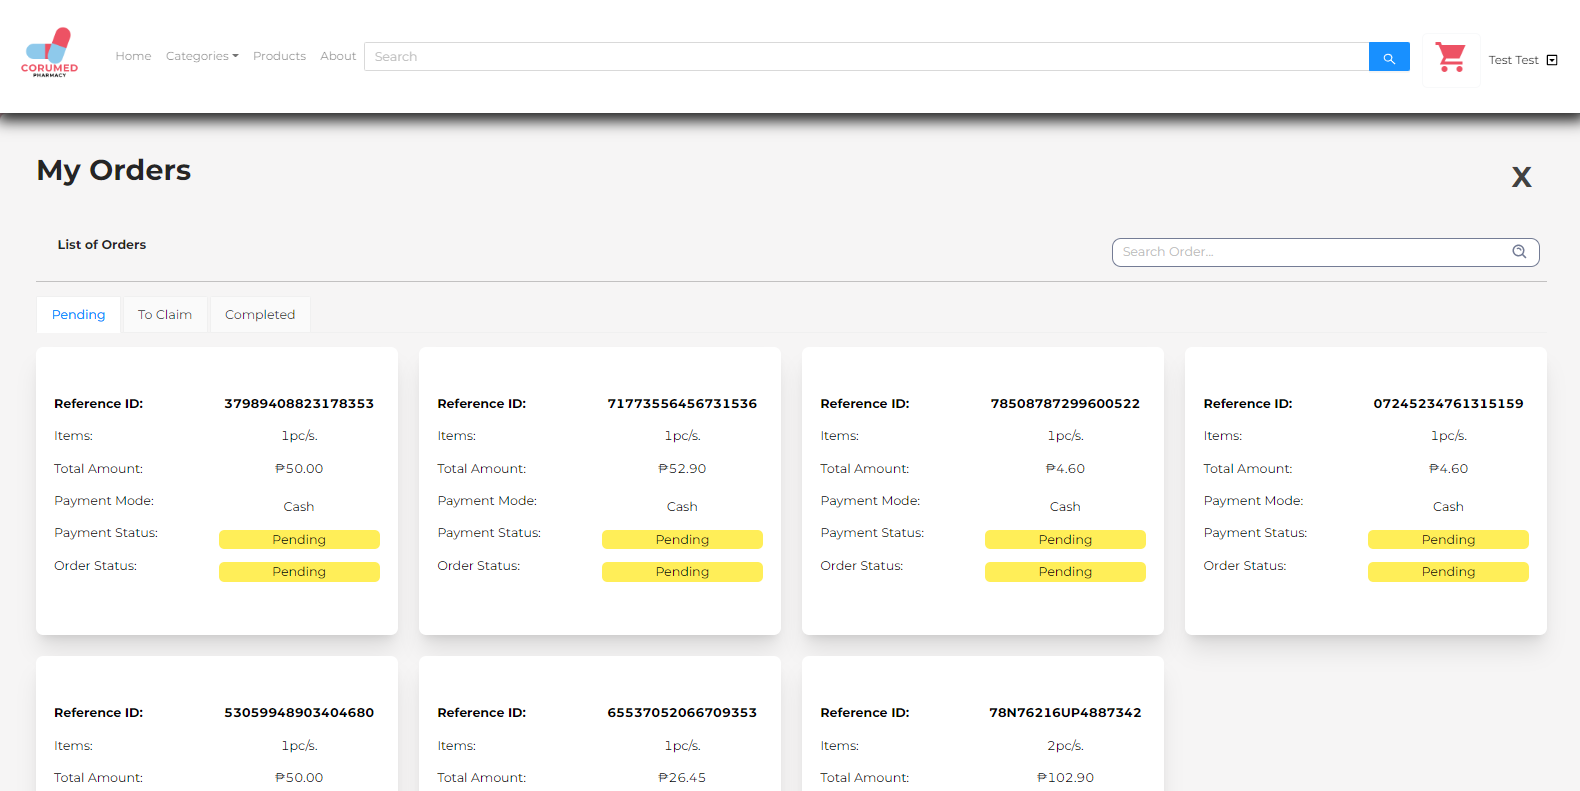 CORUMED
PHARMACY
Home Categories Products About Search Test Test
My Orders X
List of Orders Search Order...
Pending To Claim Completed
Reference ID: 37989408823178353
Items: 1pc/s.
Total Amount: ₱50.00
Payment Mode: Cash
Payment Status: Pending
Order Status: Pending
Reference ID: 71773556456731536
Items: 1pc/s.
Total Amount: ₱52.90
Payment Mode: Cash
Payment Status: Pending
Order Status: Pending
Reference ID: 78508787299600522
Items: 1pc/s.
Total Amount: ₱4.60
Payment Mode: Cash
Payment Status: Pending
Order Status: Pending
Reference ID: 07245234761315159
Items: 1pc/s.
Total Amount: ₱4.60
Payment Mode: Cash
Payment Status: Pending
Order Status: Pending
Reference ID: 53059948903404680
Items: 1pc/s.
Total Amount: ₱50.00
Reference ID: 65537052066709353
Items: 1pc/s.
Total Amount: ₱26.45
Reference ID: 78N76216UP4887342
Items: 2pc/s.
Total Amount: ₱102.90